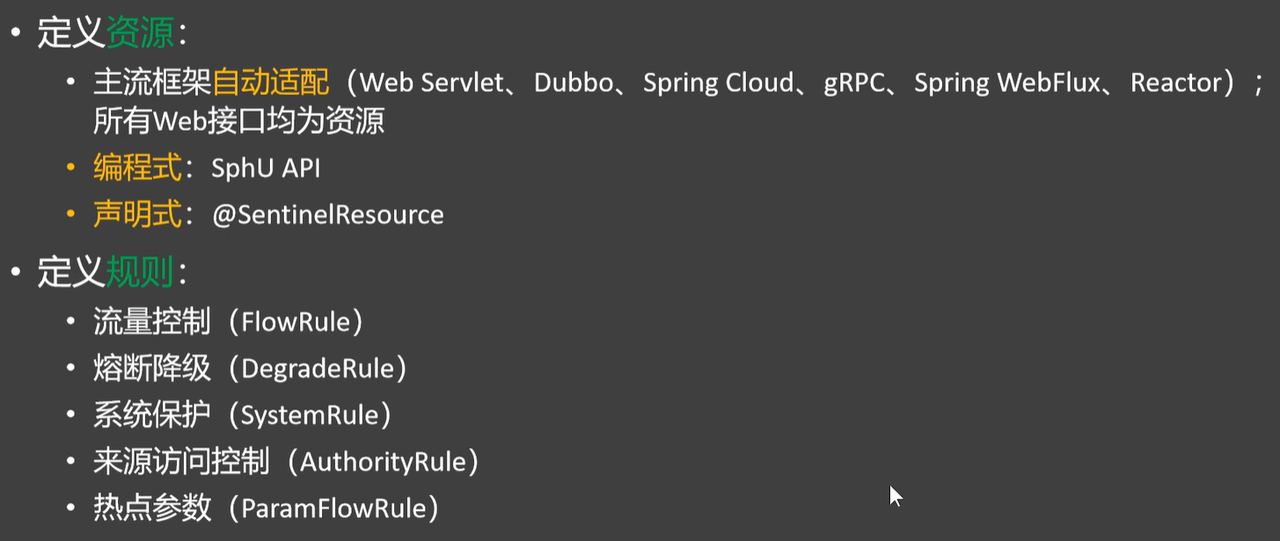 • 定义资源：
• 主流框架自动适配（Web Servlet、Dubbo、Spring Cloud、gRPC、Spring WebFlux、Reactor）；
所有Web接口均为资源
• 编程式：SphU API
• 声明式：@SentinelResource
• 定义规则：
• 流量控制（FlowRule）
• 熔断降级（DegradeRule）
• 系统保护（SystemRule）
• 来源访问控制（AuthorityRule）
• 热点参数（ParamFlowRule）